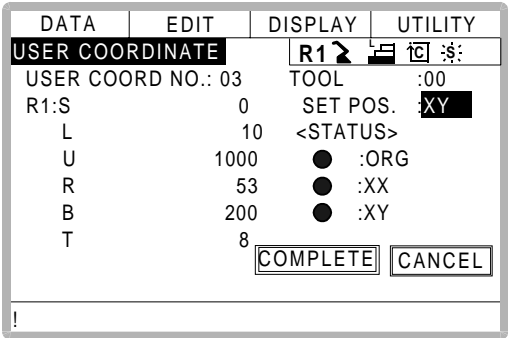 DATA EDIT DISPLAY UTILITY
USER COORDINATE R1 C S
USER COORD NO.: 03 TOOL :00
R1:S 0 SET POS. :XY
L 10 <STATUS>
U 1000 :ORG
R 53 :XX
B 200 :XY
T 8
COMPLETE CANCEL
!